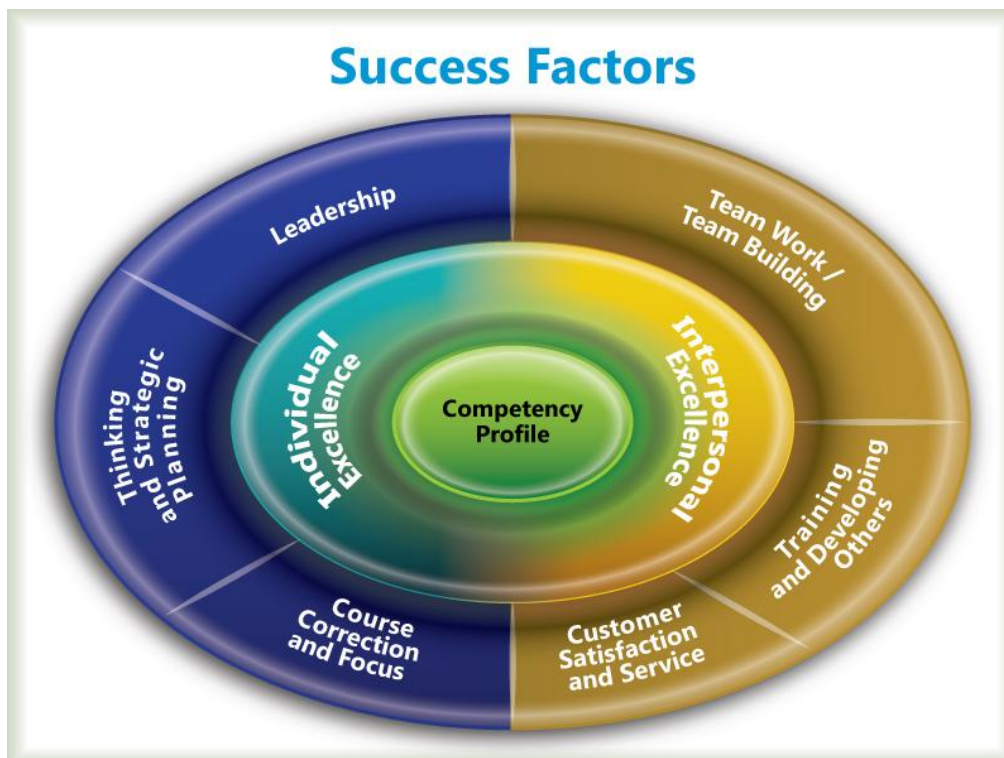 Success Factors
Leadership
Team Work /
Team Building
Thinking
and Strategic
Planning
Individual
Excellence
Competency
Profile
Interpersonal
Excellence
Training
and Developing
Others
Course
Correction
and Focus
Customer
Satisfaction
and Service